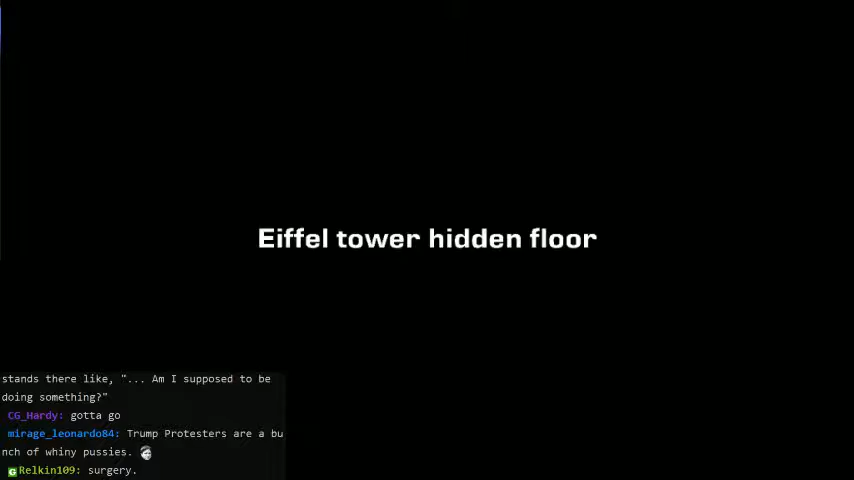 Eiffel tower hidden floor
stands there like, "... Am I supposed to be
doing something?"
CG_Hardy: gotta go
mirage_leonardo84: Trump Protesters are a bu
nch of whiny pussies.
Relkin109: surgery.